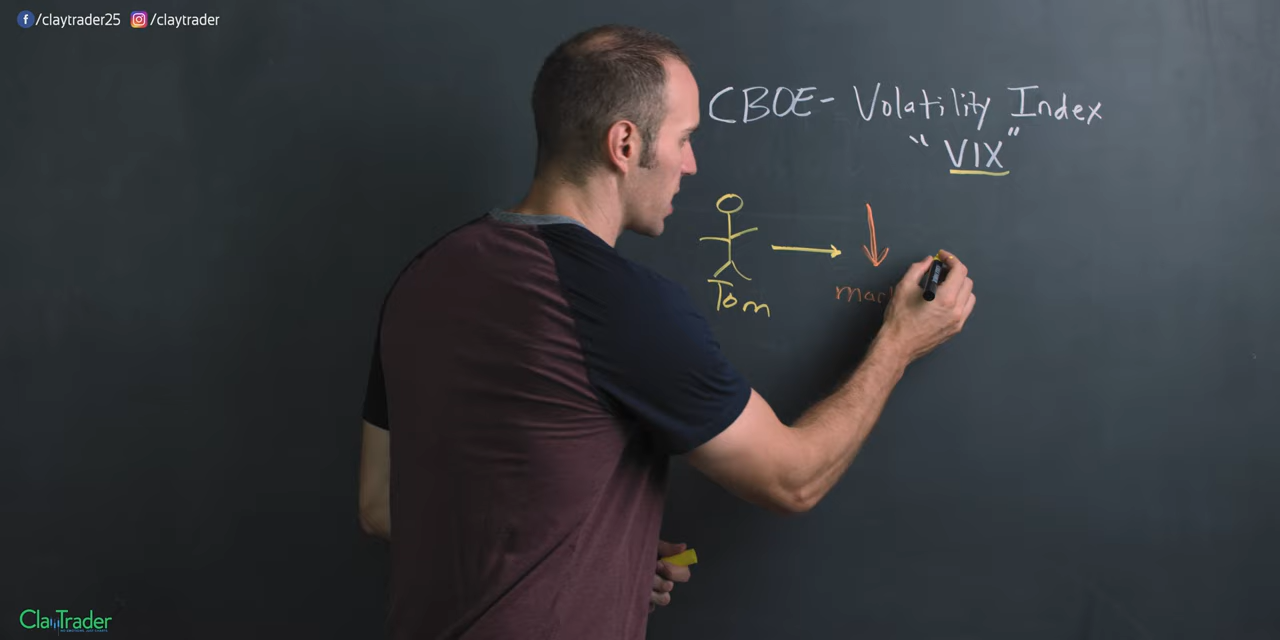 /claytrader25 /claytrader
CBOE- Volatility Index
"VIX"
Tom
ClayTrader